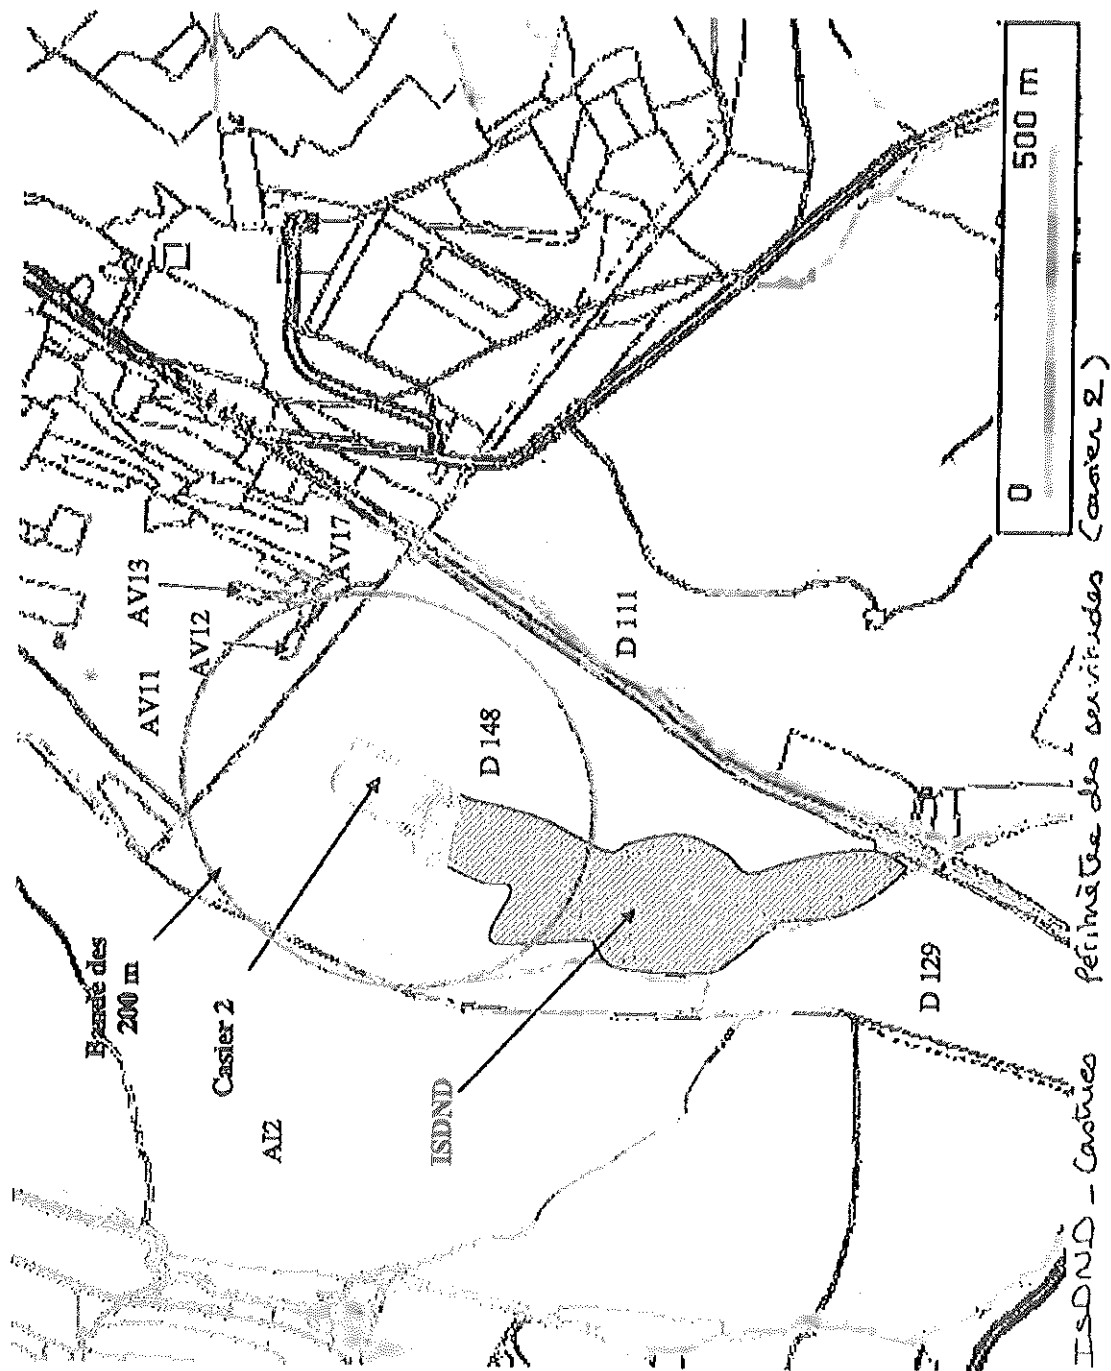 AV11
AV13
AV12
AV17
Bande des
200 m
Casier 2
AI2
ISDND
D 148
D 111
D 129
0 500 m
ISDND - Castries Périmètre des servitudes (casier 2)